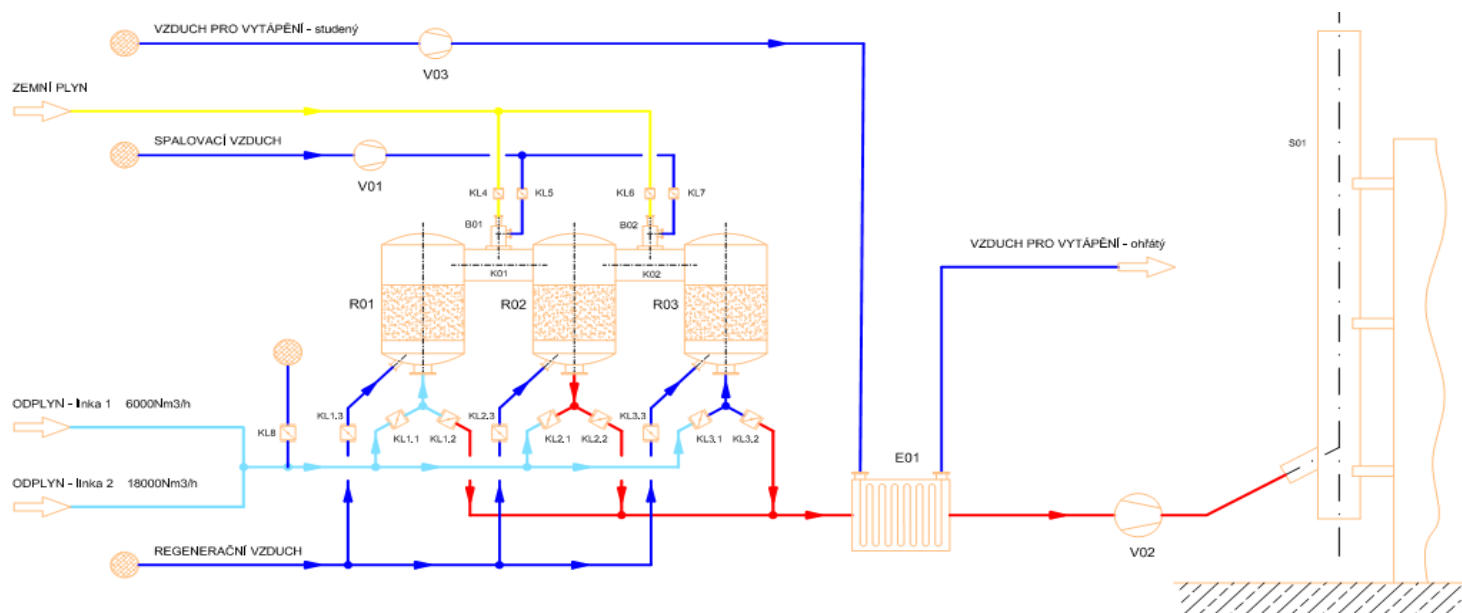 VZDUCH PRO VYTÁPĚNÍ - studený
V03
ZEMNÍ PLYN
SPALOVACÍ VZDUCH
V01
S01
KL4
KL5
KL6
KL7
B01
B02
VZDUCH PRO VYTÁPĚNÍ - ohřátý
K01
K02
R01
R02
R03
ODPLYN - linka 1 6000Nm3/h
KL8
KL1.3
KL1.1
KL1.2
KL2.3
KL2.1
KL2.2
KL3.3
KL3.1
KL3.2
E01
ODPLYN - linka 2 18000Nm3/h
REGENERAČNÍ VZDUCH
V02